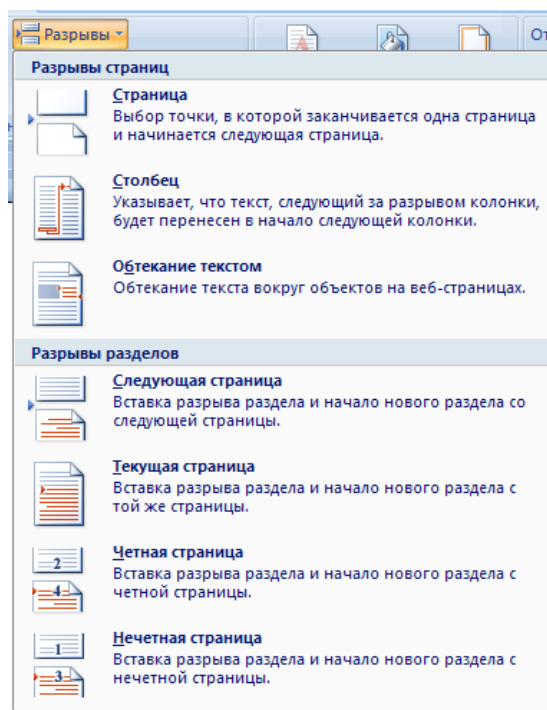 Разрывы
От
Разрывы страниц
Страница
Выбор точки, в которой заканчивается одна страница
и начинается следующая страница.
Столбец
Указывает, что текст, следующий за разрывом колонки,
будет перенесен в начало следующей колонки.
Обтекание текстом
Обтекание текста вокруг объектов на веб-страницах.
Разрывы разделов
Следующая страница
Вставка разрыва раздела и начало нового раздела со
следующей страницы.
Текущая страница
Вставка разрыва раздела и начало нового раздела с
той же страницы.
2
4
Четная страница
Вставка разрыва раздела и начало нового раздела с
четной страницы.
1
3
Нечетная страница
Вставка разрыва раздела и начало нового раздела с
нечетной страницы.